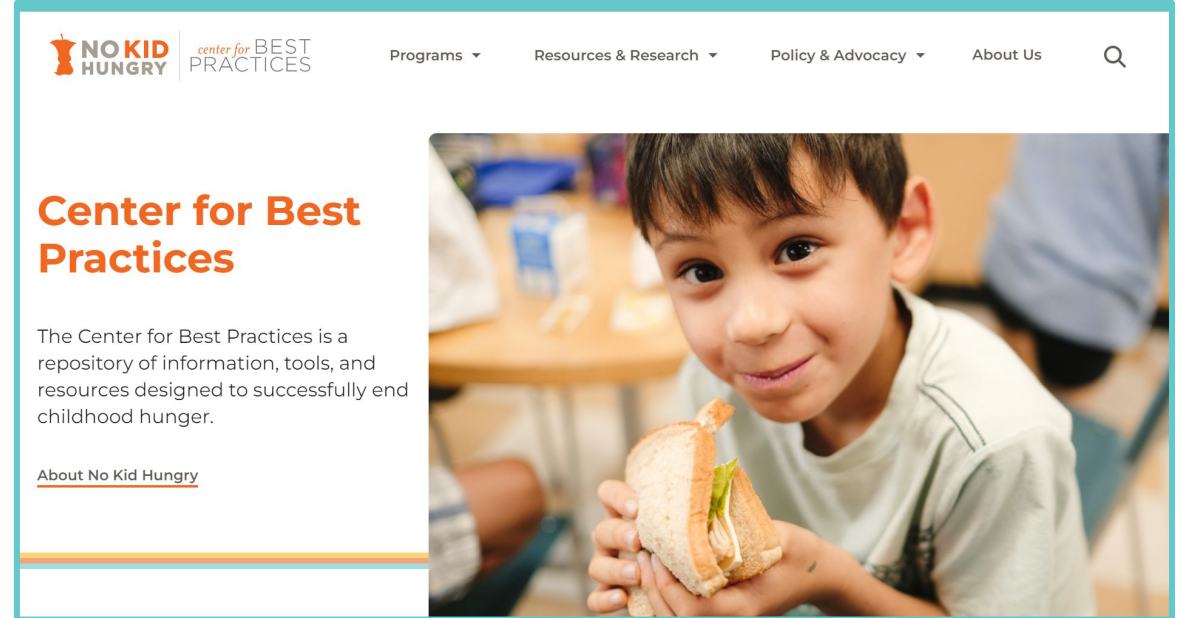 NO KID
HUNGRY
center for BEST
PRACTICES
Programs
Resources & Research
Policy & Advocacy
About Us
Center for Best
Practices
The Center for Best Practices is a
repository of information, tools, and
resources designed to successfully end
childhood hunger.
About No Kid Hungry